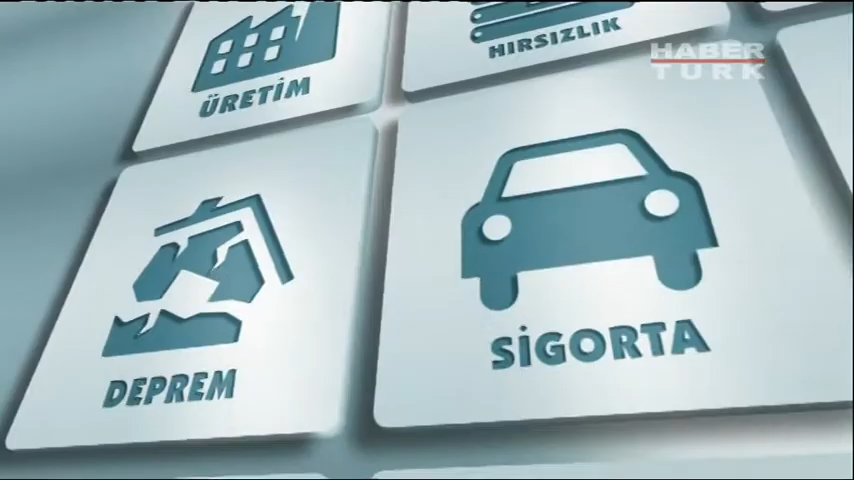 ÜRETİM
HIRSIZLIK
HABER
TÜRK
DEPREM
SİGORTA